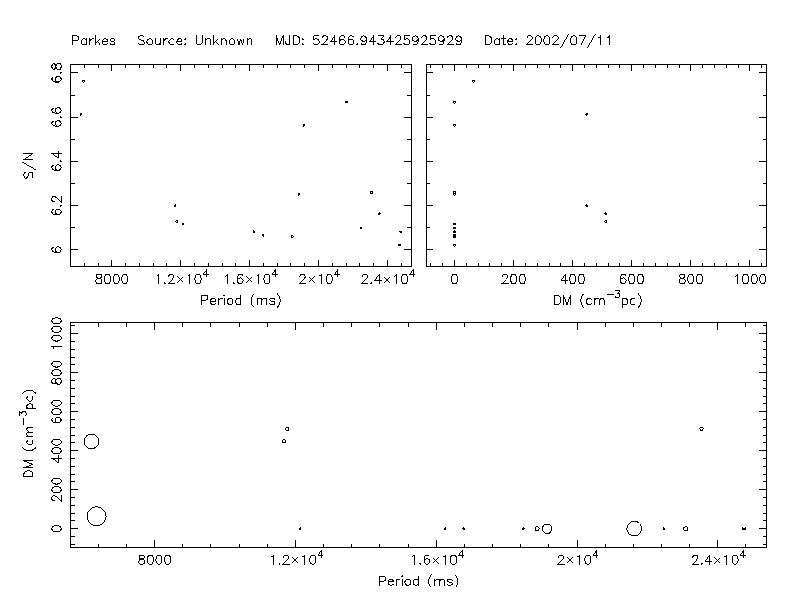 Parkes Source: Unknown MJD: 52466.943425925929 Date: 2002/07/11
6.8
6.6
6.4
6.2
6
S/N
8000 1.2×10⁴ 1.6×10⁴ 2×10⁴ 2.4×10⁴
Period (ms)
0 200 400 600 800 1000
DM (cm⁻³pc)
1000
800
600
400
200
0
DM (cm⁻³pc)
8000 1.2×10⁴ 1.6×10⁴ 2×10⁴ 2.4×10⁴
Period (ms)